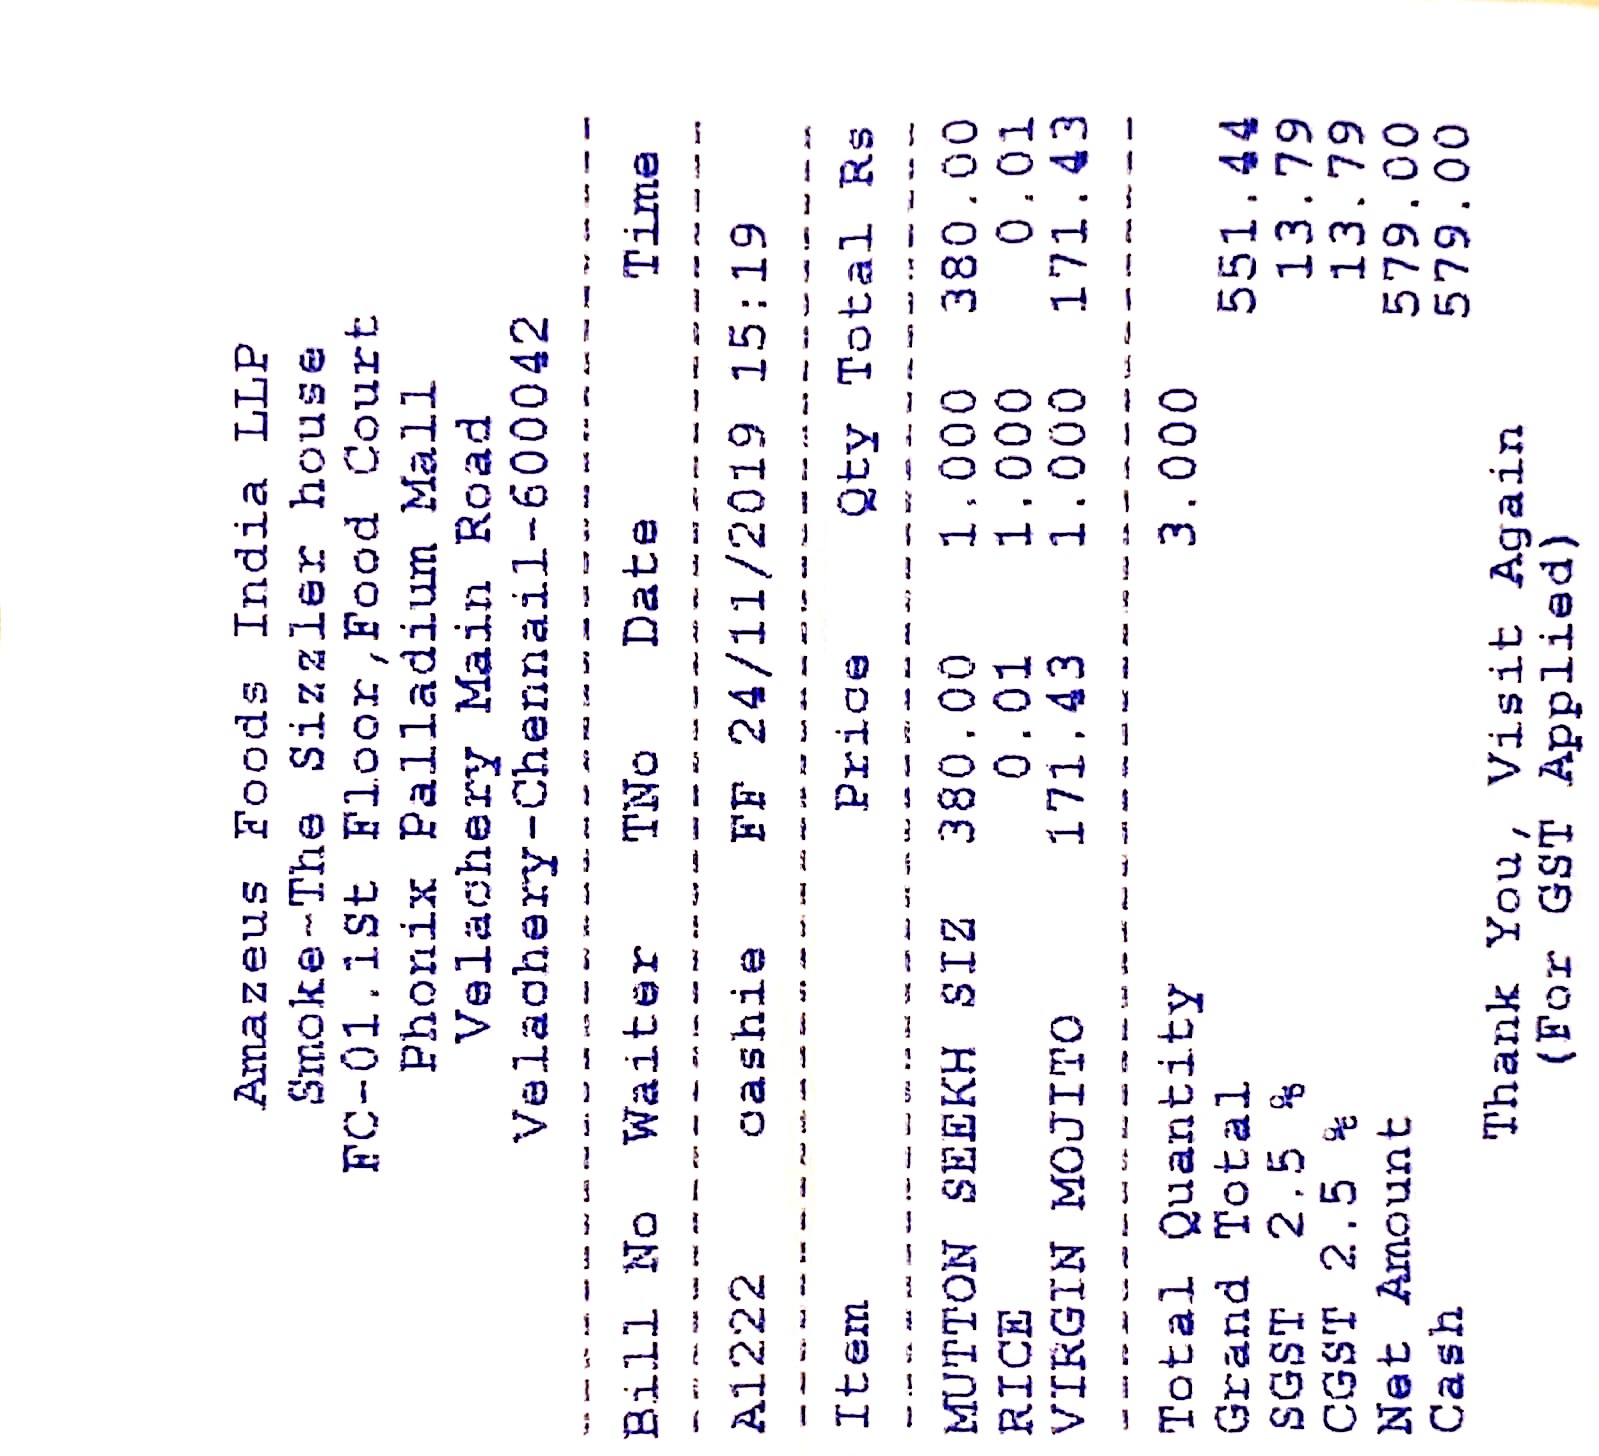 Amazeus Foods India LLP
Smoke-The Sizzler house
FC-01.1St Floor,Food Court
Phonix Palladium Mall
Velachery Main Road
Velachery-Chennail-600042
Bill No Waiter TNo Date Time
A1222 cashie FF 24/11/2019 15:19
Item Price Qty Total Rs
MUTTON SEEKH SIZ 380.00 1.000 380.00
RICE 0.01 1.000 0.01
VIRGIN MOJITO 171.43 1.000 171.43
Total Quantity 3.000
Grand Total 551.44
SGST 2.5 % 13.79
CGST 2.5 % 13.79
Net Amount 579.00
Cash 579.00
Thank You, Visit Again
(For GST Applied)